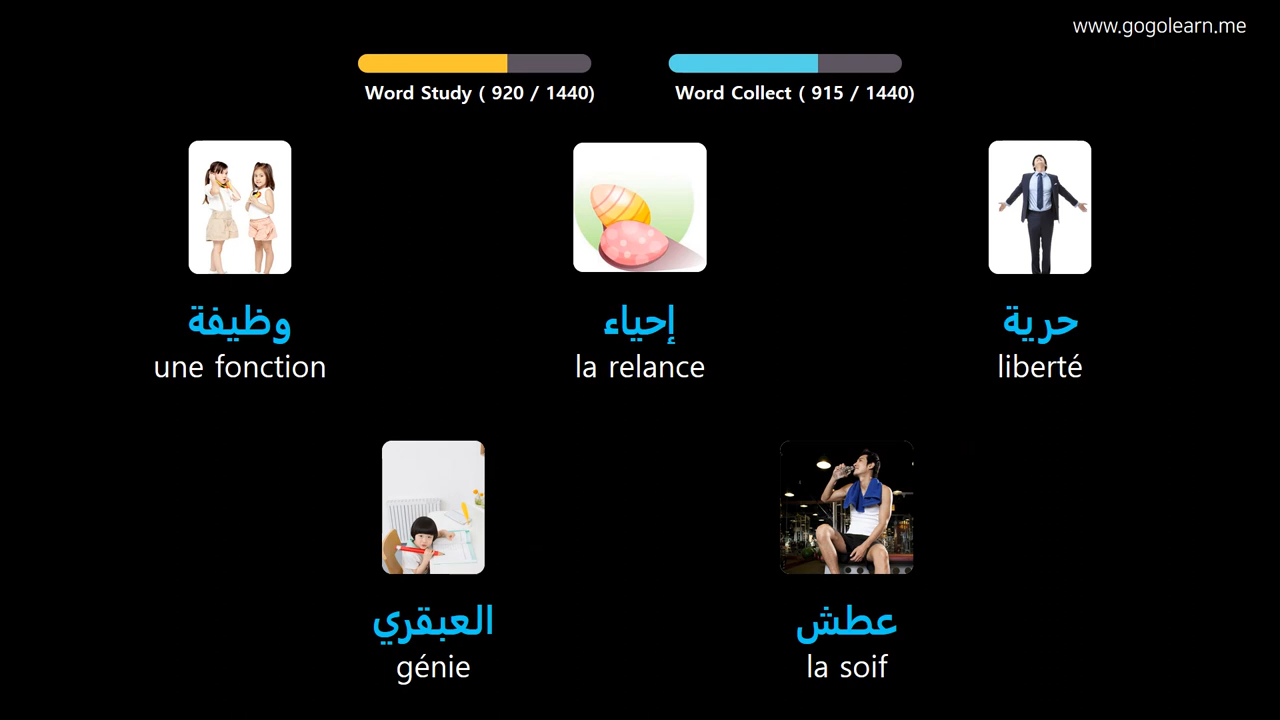 www.gogolearn.me
Word Study ( 920 / 1440)
Word Collect ( 915 / 1440)
وظيفة
une fonction
إحياء
la relance
حرية
liberté
العبقري
génie
عطش
la soif